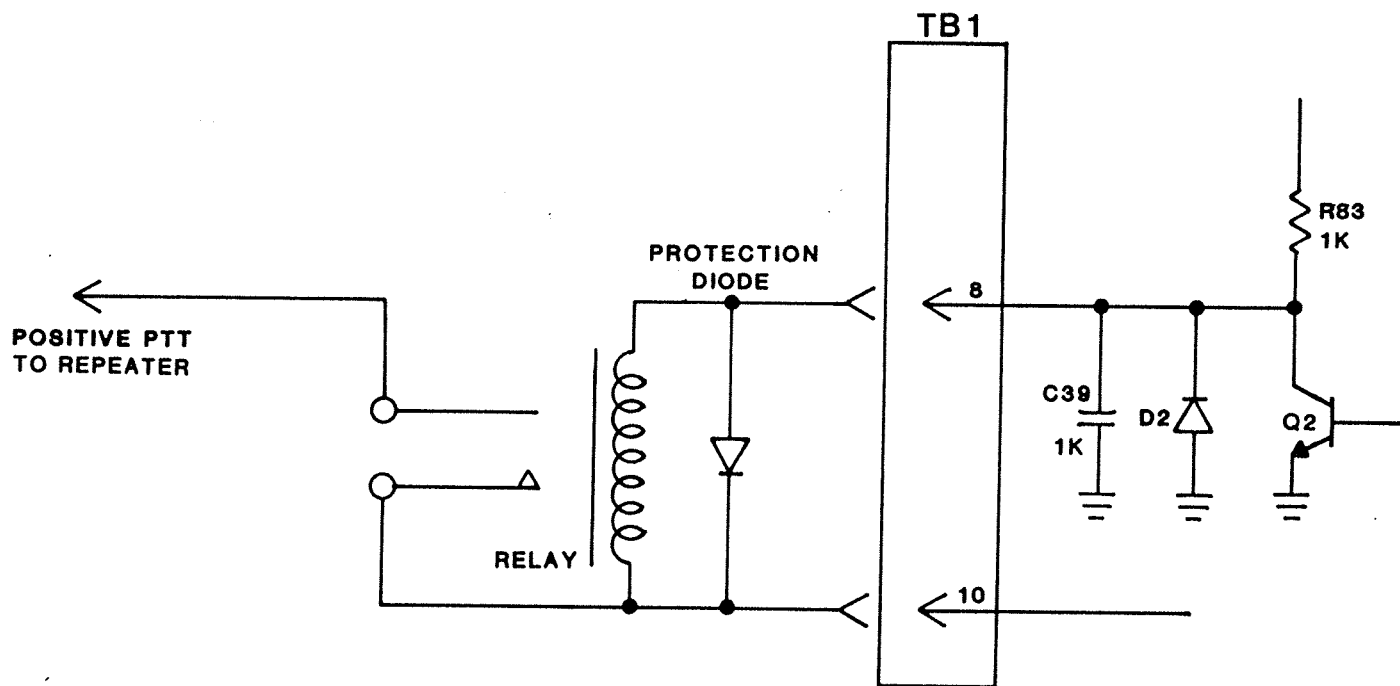 TB1
R83
1K
PROTECTION
DIODE
8
POSITIVE PTT
TO REPEATER
C39
1K
D2
Q2
RELAY
10